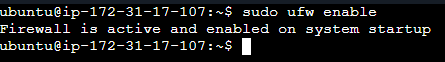 ubuntu@ip-172-31-17-107:~$ sudo ufw enable
Firewall is active and enabled on system startup
ubuntu@ip-172-31-17-107:~$